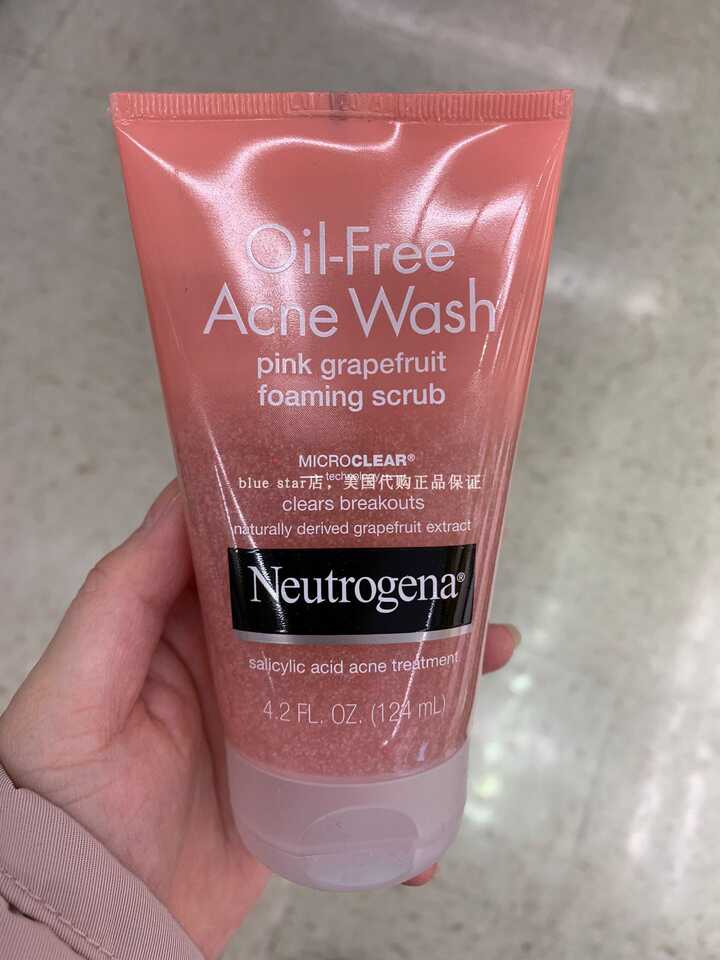 Oil-Free
Acne Wash
pink grapefruit
foaming scrub
MICROCLEAR®
technology
blue star店，美国代购正品保证
clears breakouts
naturally derived grapefruit extract
Neutrogena®
salicylic acid acne treatment
4.2 FL. OZ. (124 mL)